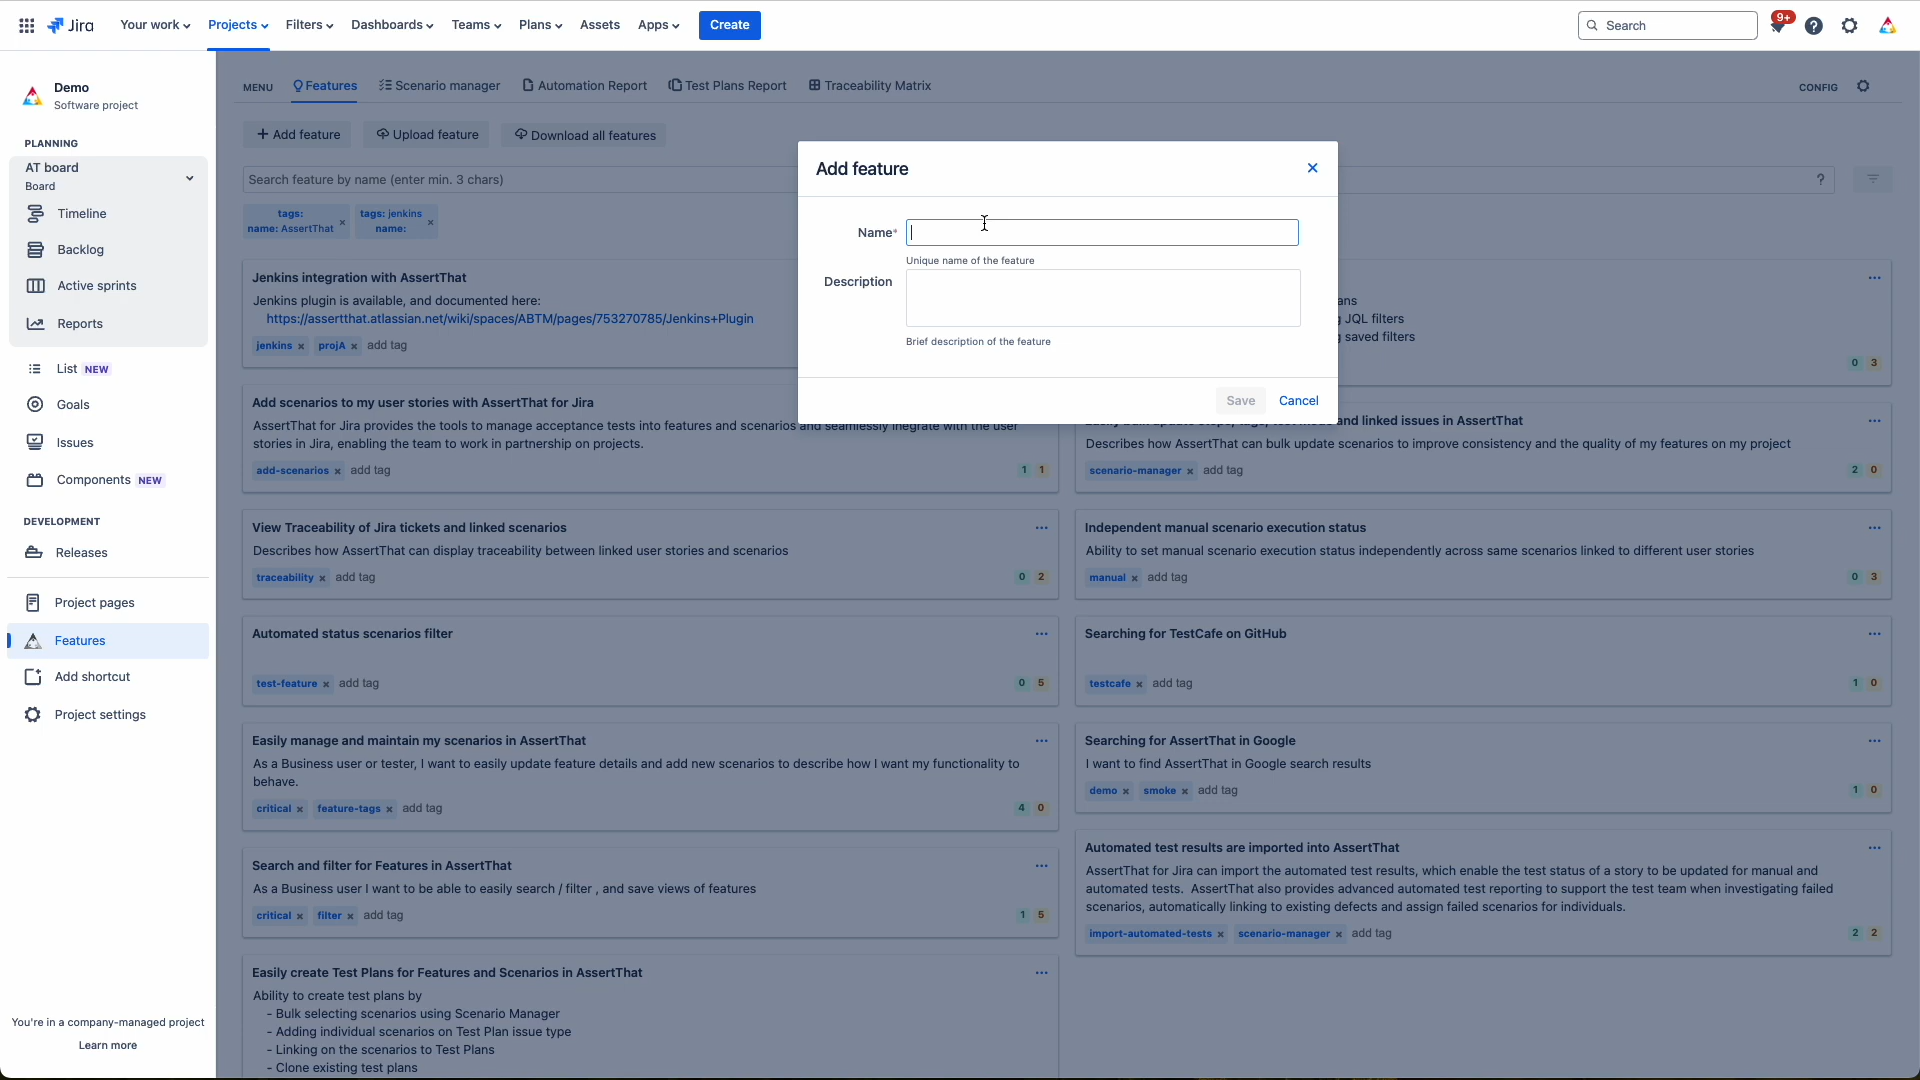 Jira
Your work
Projects
Filters
Dashboards
Teams
Plans
Assets
Apps
Create
Search
9+
Demo
Software project
PLANNING
AT board
Board
Timeline
Backlog
Active sprints
Reports
List NEW
Goals
Issues
Components NEW
DEVELOPMENT
Releases
Project pages
Features
Add shortcut
Project settings
You're in a company-managed project
Learn more
MENU
Features
Scenario manager
Automation Report
Test Plans Report
Traceability Matrix
CONFIG
+ Add feature
Upload feature
Download all features
Search feature by name (enter min. 3 chars)
?
tags:
name: AssertThat ×
tags: jenkins
name: ×
Add feature
×
Name*
Unique name of the feature
Description
Brief description of the feature
Save
Cancel
Jenkins integration with AssertThat
Jenkins plugin is available, and documented here:
https://assertthat.atlassian.net/wiki/spaces/ABTM/pages/753270785/Jenkins+Plugin
jenkins × projA × add tag
JQL filters
saved filters
0 3
Add scenarios to my user stories with AssertThat for Jira
AssertThat for Jira provides the tools to manage acceptance tests into features and scenarios and seamlessly inegrate with the user
stories in Jira, enabling the team to work in partnership on projects.
add-scenarios × add tag
1 1
and linked issues in AssertThat
Describes how AssertThat can bulk update scenarios to improve consistency and the quality of my features on my project
scenario-manager × add tag
2 0
View Traceability of Jira tickets and linked scenarios
Describes how AssertThat can display traceability between linked user stories and scenarios
traceability × add tag
0 2
Independent manual scenario execution status
Ability to set manual scenario execution status independently across same scenarios linked to different user stories
manual × add tag
0 3
Automated status scenarios filter
test-feature × add tag
0 5
Searching for TestCafe on GitHub
testcafe × add tag
1 0
Easily manage and maintain my scenarios in AssertThat
As a Business user or tester, I want to easily update feature details and add new scenarios to describe how I want my functionality to
behave.
critical × feature-tags × add tag
4 0
Searching for AssertThat in Google
I want to find AssertThat in Google search results
demo × smoke × add tag
1 0
Search and filter for Features in AssertThat
As a Business user I want to be able to easily search / filter , and save views of features
critical × filter × add tag
1 5
Automated test results are imported into AssertThat
AssertThat for Jira can import the automated test results, which enable the test status of a story to be updated for manual and
automated tests. AssertThat also provides advanced automated test reporting to support the test team when investigating failed
scenarios, automatically linking to existing defects and assign failed scenarios for individuals.
import-automated-tests × scenario-manager × add tag
2 2
Easily create Test Plans for Features and Scenarios in AssertThat
Ability to create test plans by
- Bulk selecting scenarios using Scenario Manager
- Adding individual scenarios on Test Plan issue type
- Linking on the scenarios to Test Plans
- Clone existing test plans